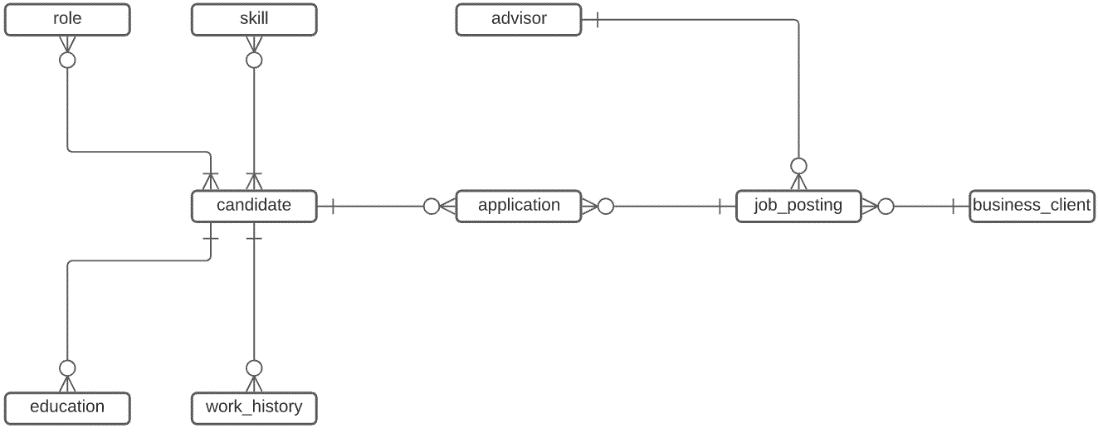 role
skill
advisor
candidate
application
job_posting
business_client
education
work_history